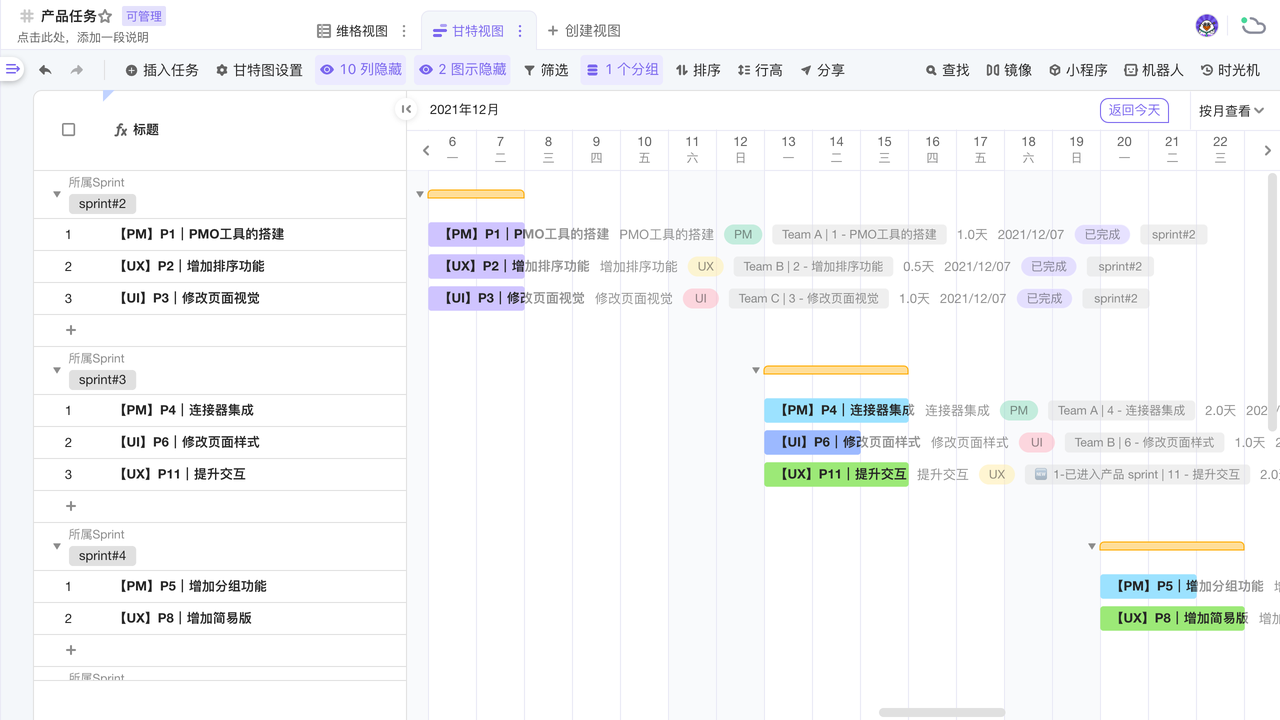 产品任务 可管理
点击此处，添加一段说明
维格视图 甘特视图 创建视图
插入任务 甘特图设置 10 列隐藏 2 图示隐藏 筛选 1 个分组 排序 行高 分享 查找 镜像 小程序 机器人 时光机
fx 标题
2021年12月 返回今天 按月查看
6 7 8 9 10 11 12 13 14 15 16 17 18 19 20 21 22
一 二 三 四 五 六 日 一 二 三 四 五 六 日 一 二 三
所属Sprint
sprint#2
1 【PM】P1｜PMO工具的搭建 【PM】P1｜PMO工具的搭建 PMO工具的搭建 PM Team A | 1 - PMO工具的搭建 1.0天 2021/12/07 已完成 sprint#2
2 【UX】P2｜增加排序功能 【UX】P2｜增加排序功能 增加排序功能 UX Team B | 2 - 增加排序功能 0.5天 2021/12/07 已完成 sprint#2
3 【UI】P3｜修改页面视觉 【UI】P3｜修改页面视觉 修改页面视觉 UI Team C | 3 - 修改页面视觉 1.0天 2021/12/07 已完成 sprint#2
所属Sprint
sprint#3
1 【PM】P4｜连接器集成 【PM】P4｜连接器集成 连接器集成 PM Team A | 4 - 连接器集成 2.0天 202
2 【UI】P6｜修改页面样式 【UI】P6｜修改页面样式 修改页面样式 UI Team B | 6 - 修改页面样式 1.0天 2
3 【UX】P11｜提升交互 【UX】P11｜提升交互 提升交互 UX 1-已进入产品 sprint | 11 - 提升交互 2.0
所属Sprint
sprint#4
1 【PM】P5｜增加分组功能 【PM】P5｜增加分组功能
2 【UX】P8｜增加简易版 【UX】P8｜增加简易版 增加
所属Sprint